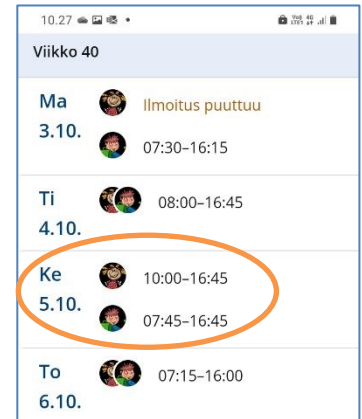 10.27
Viikko 40
Ma
3.10.
Ilmoitus puuttuu
07:30–16:15
Ti
4.10.
08:00–16:45
Ke
5.10.
10:00–16:45
07:45–16:45
To
6.10.
07:15–16:00